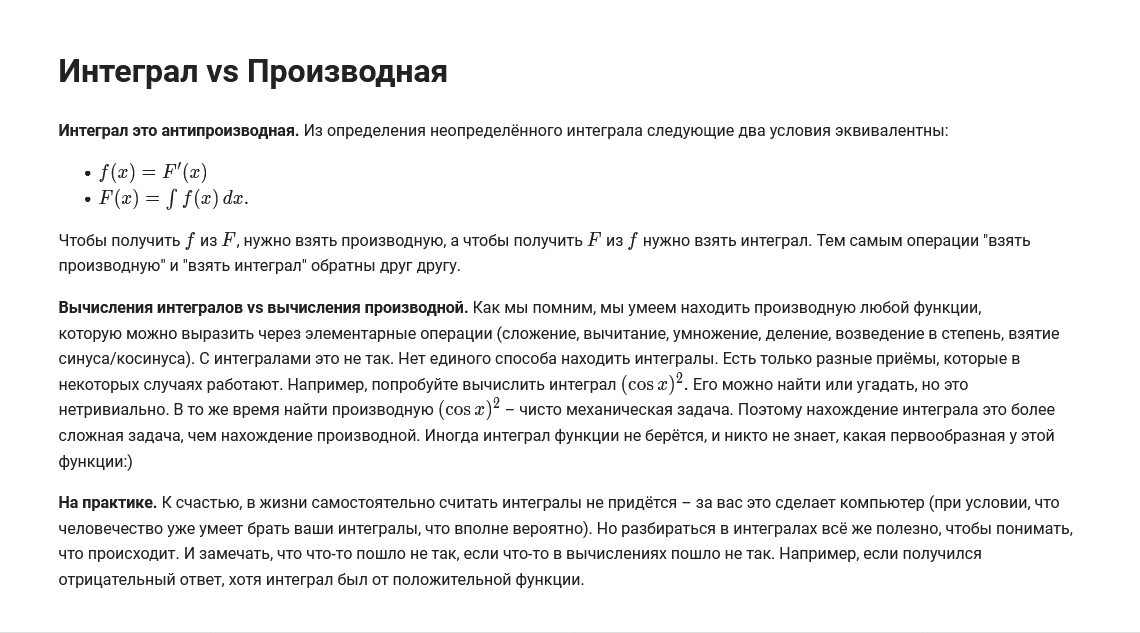 Интеграл vs Производная
Интеграл это антипроизводная. Из определения неопределённого интеграла следующие два условия эквивалентны:
• f(x) = F′(x)
• F(x) = ∫ f(x) dx.
Чтобы получить f из F, нужно взять производную, а чтобы получить F из f нужно взять интеграл. Тем самым операции "взять
производную" и "взять интеграл" обратны друг другу.
Вычисления интегралов vs вычисления производной. Как мы помним, мы умеем находить производную любой функции,
которую можно выразить через элементарные операции (сложение, вычитание, умножение, деление, возведение в степень, взятие
синуса/косинуса). С интегралами это не так. Нет единого способа находить интегралы. Есть только разные приёмы, которые в
некоторых случаях работают. Например, попробуйте вычислить интеграл (cos x)². Его можно найти или угадать, но это
нетривиально. В то же время найти производную (cos x)² – чисто механическая задача. Поэтому нахождение интеграла это более
сложная задача, чем нахождение производной. Иногда интеграл функции не берётся, и никто не знает, какая первообразная у этой
функции:)
На практике. К счастью, в жизни самостоятельно считать интегралы не придётся – за вас это сделает компьютер (при условии, что
человечество уже умеет брать ваши интегралы, что вполне вероятно). Но разбираться в интегралах всё же полезно, чтобы понимать,
что происходит. И замечать, что что-то пошло не так, если что-то в вычислениях пошло не так. Например, если получился
отрицательный ответ, хотя интеграл был от положительной функции.